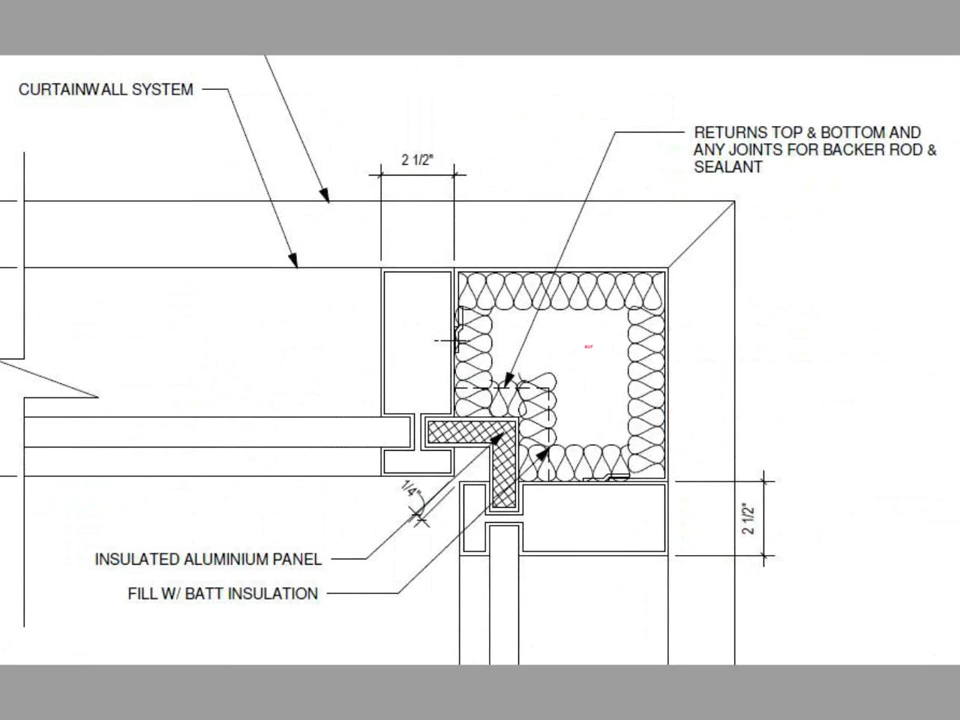 CURTAINWALL SYSTEM
2 1/2"
RETURNS TOP & BOTTOM AND
ANY JOINTS FOR BACKER ROD &
SEALANT
1/4"
2 1/2"
INSULATED ALUMINIUM PANEL
FILL W/ BATT INSULATION